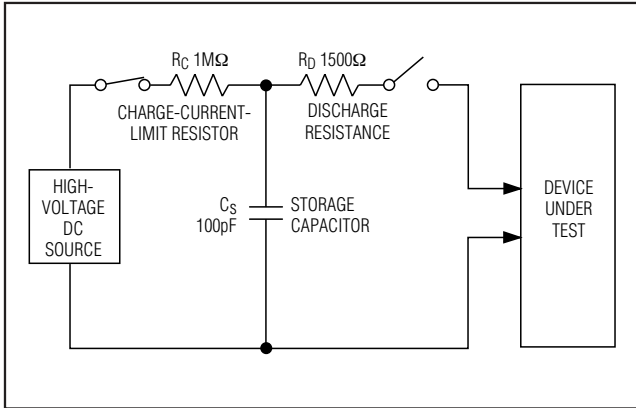 R_C 1MΩ
CHARGE-CURRENT-
LIMIT RESISTOR
R_D 1500Ω
DISCHARGE
RESISTANCE
HIGH-
VOLTAGE
DC
SOURCE
C_S
100pF
STORAGE
CAPACITOR
DEVICE
UNDER
TEST